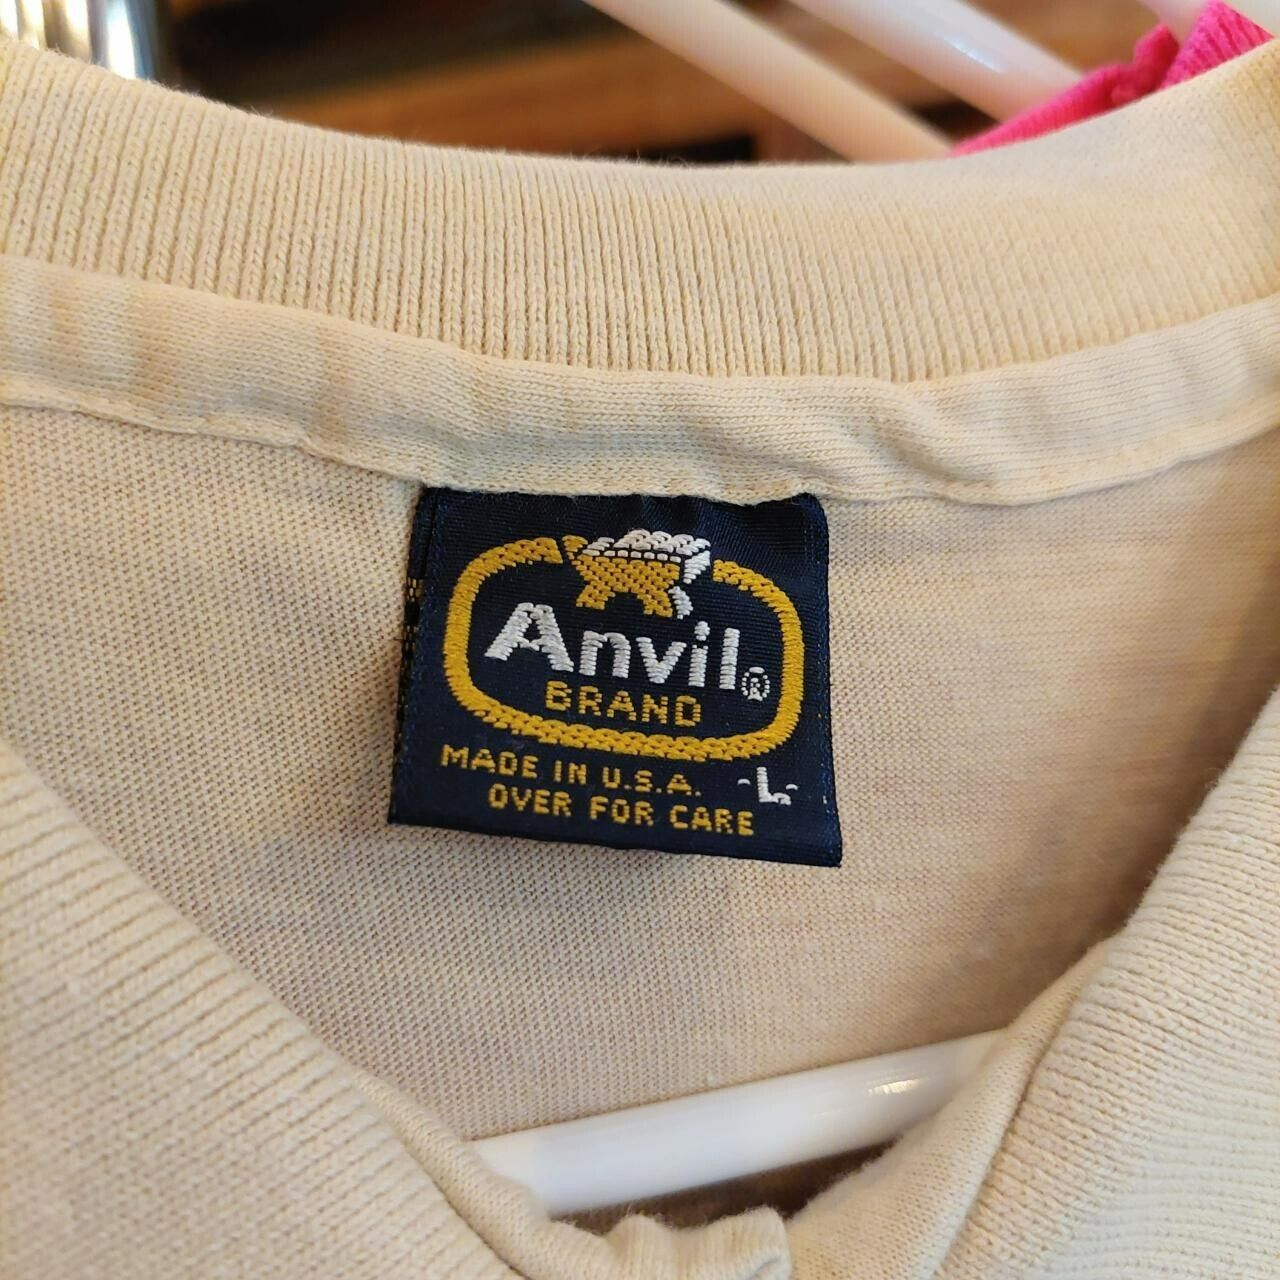 Anvil®
BRAND
MADE IN U.S.A. -L-
OVER FOR CARE